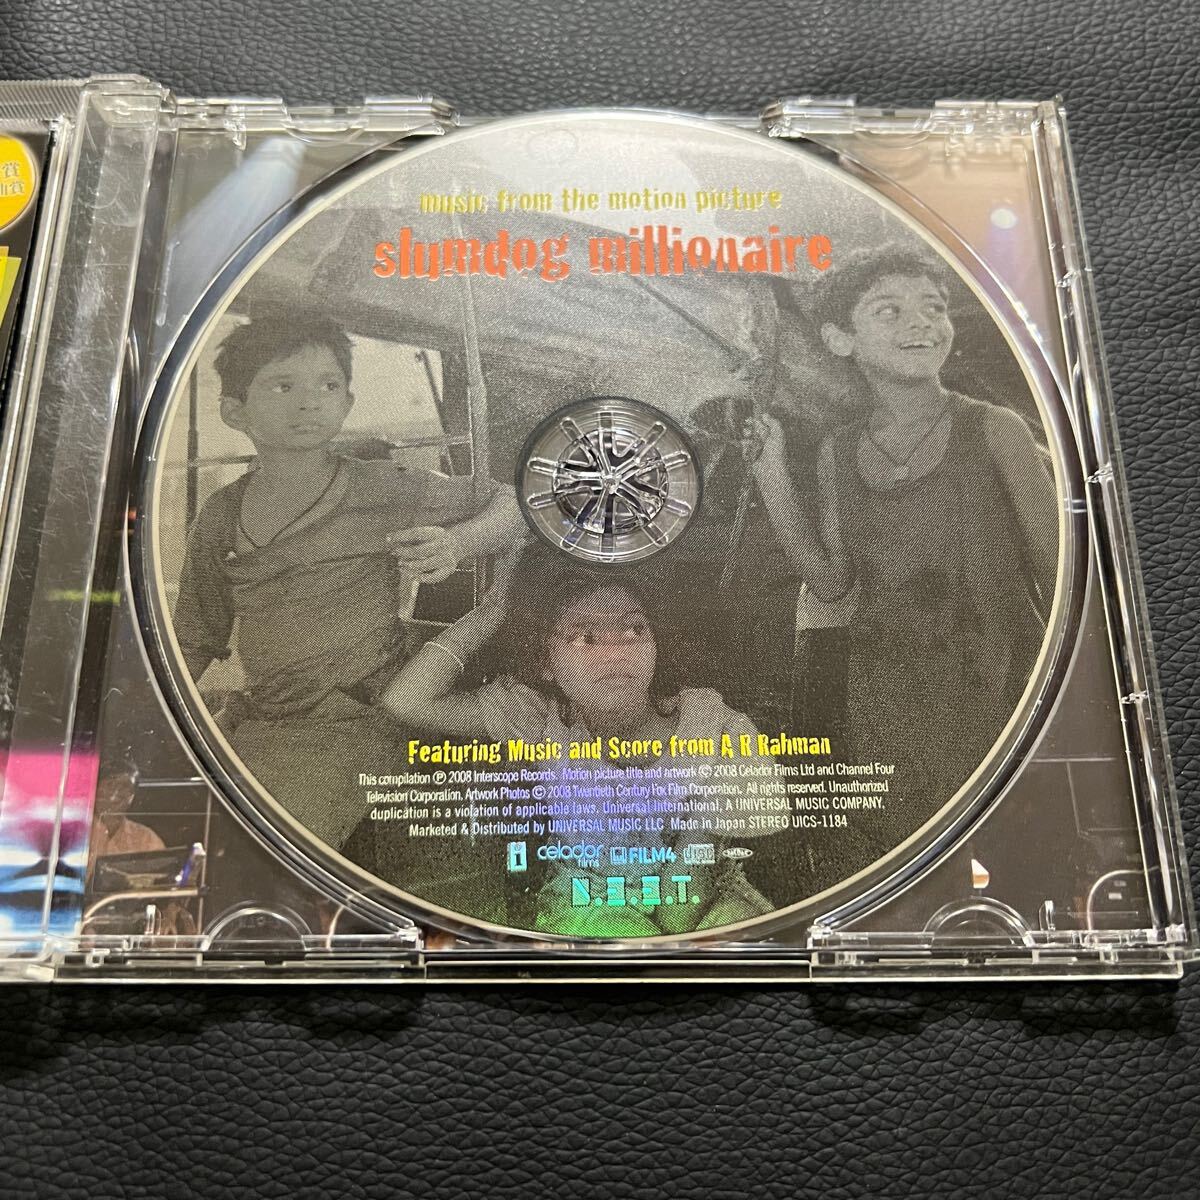 賞
music from the motion picture
slumdog millionaire
Featuring Music and Score from A R Rahman
This compilation Ⓟ 2008 Interscope Records. Motion picture title and artwork © 2008 Celador Films Ltd and Channel Four
Television Corporation. Artwork Photos © 2008 Twentieth Century Fox Film Corporation. All rights reserved. Unauthorized
duplication is a violation of applicable laws. Universal International, A UNIVERSAL MUSIC COMPANY.
Marketed & Distributed by UNIVERSAL MUSIC LLC Made in Japan STEREO UICS-1184
i celador films FILM4 disc
N.E.E.T.